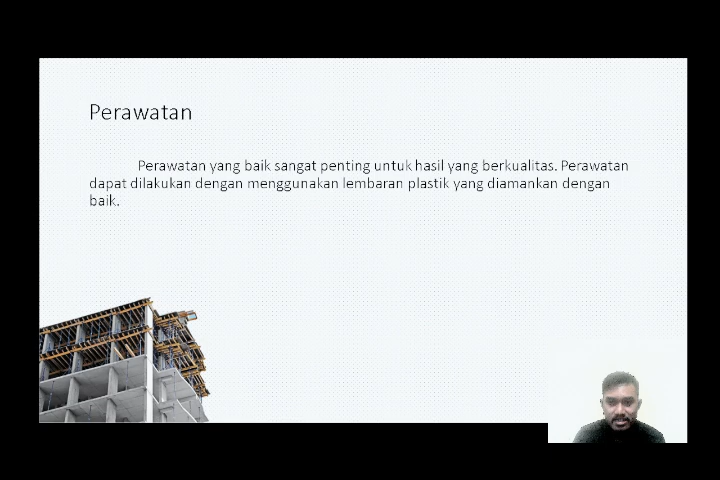 Perawatan
Perawatan yang baik sangat penting untuk hasil yang berkualitas. Perawatan
dapat dilakukan dengan menggunakan lembaran plastik yang diamankan dengan
baik.